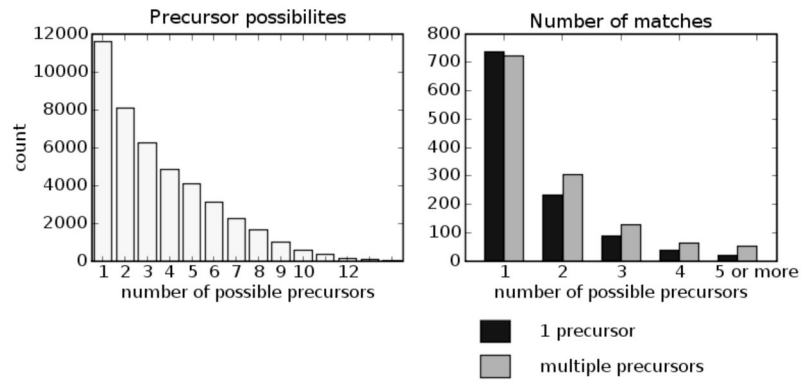 Precursor possibilites
12000
10000
8000
6000
4000
2000
0
count
1 2 3 4 5 6 7 8 9 10 12
number of possible precursors
Number of matches
800
700
600
500
400
300
200
100
0
1 2 3 4 5 or more
number of possible precursors
1 precursor
multiple precursors